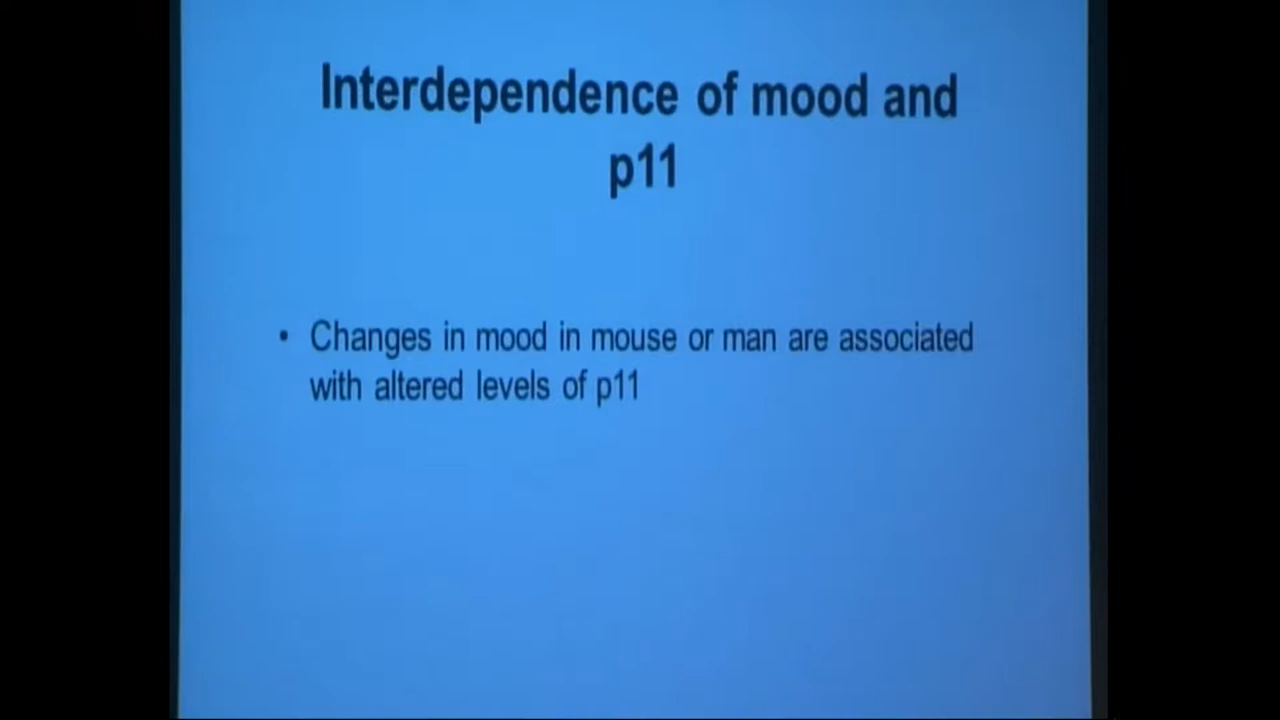 Interdependence of mood and
p11
• Changes in mood in mouse or man are associated
with altered levels of p11